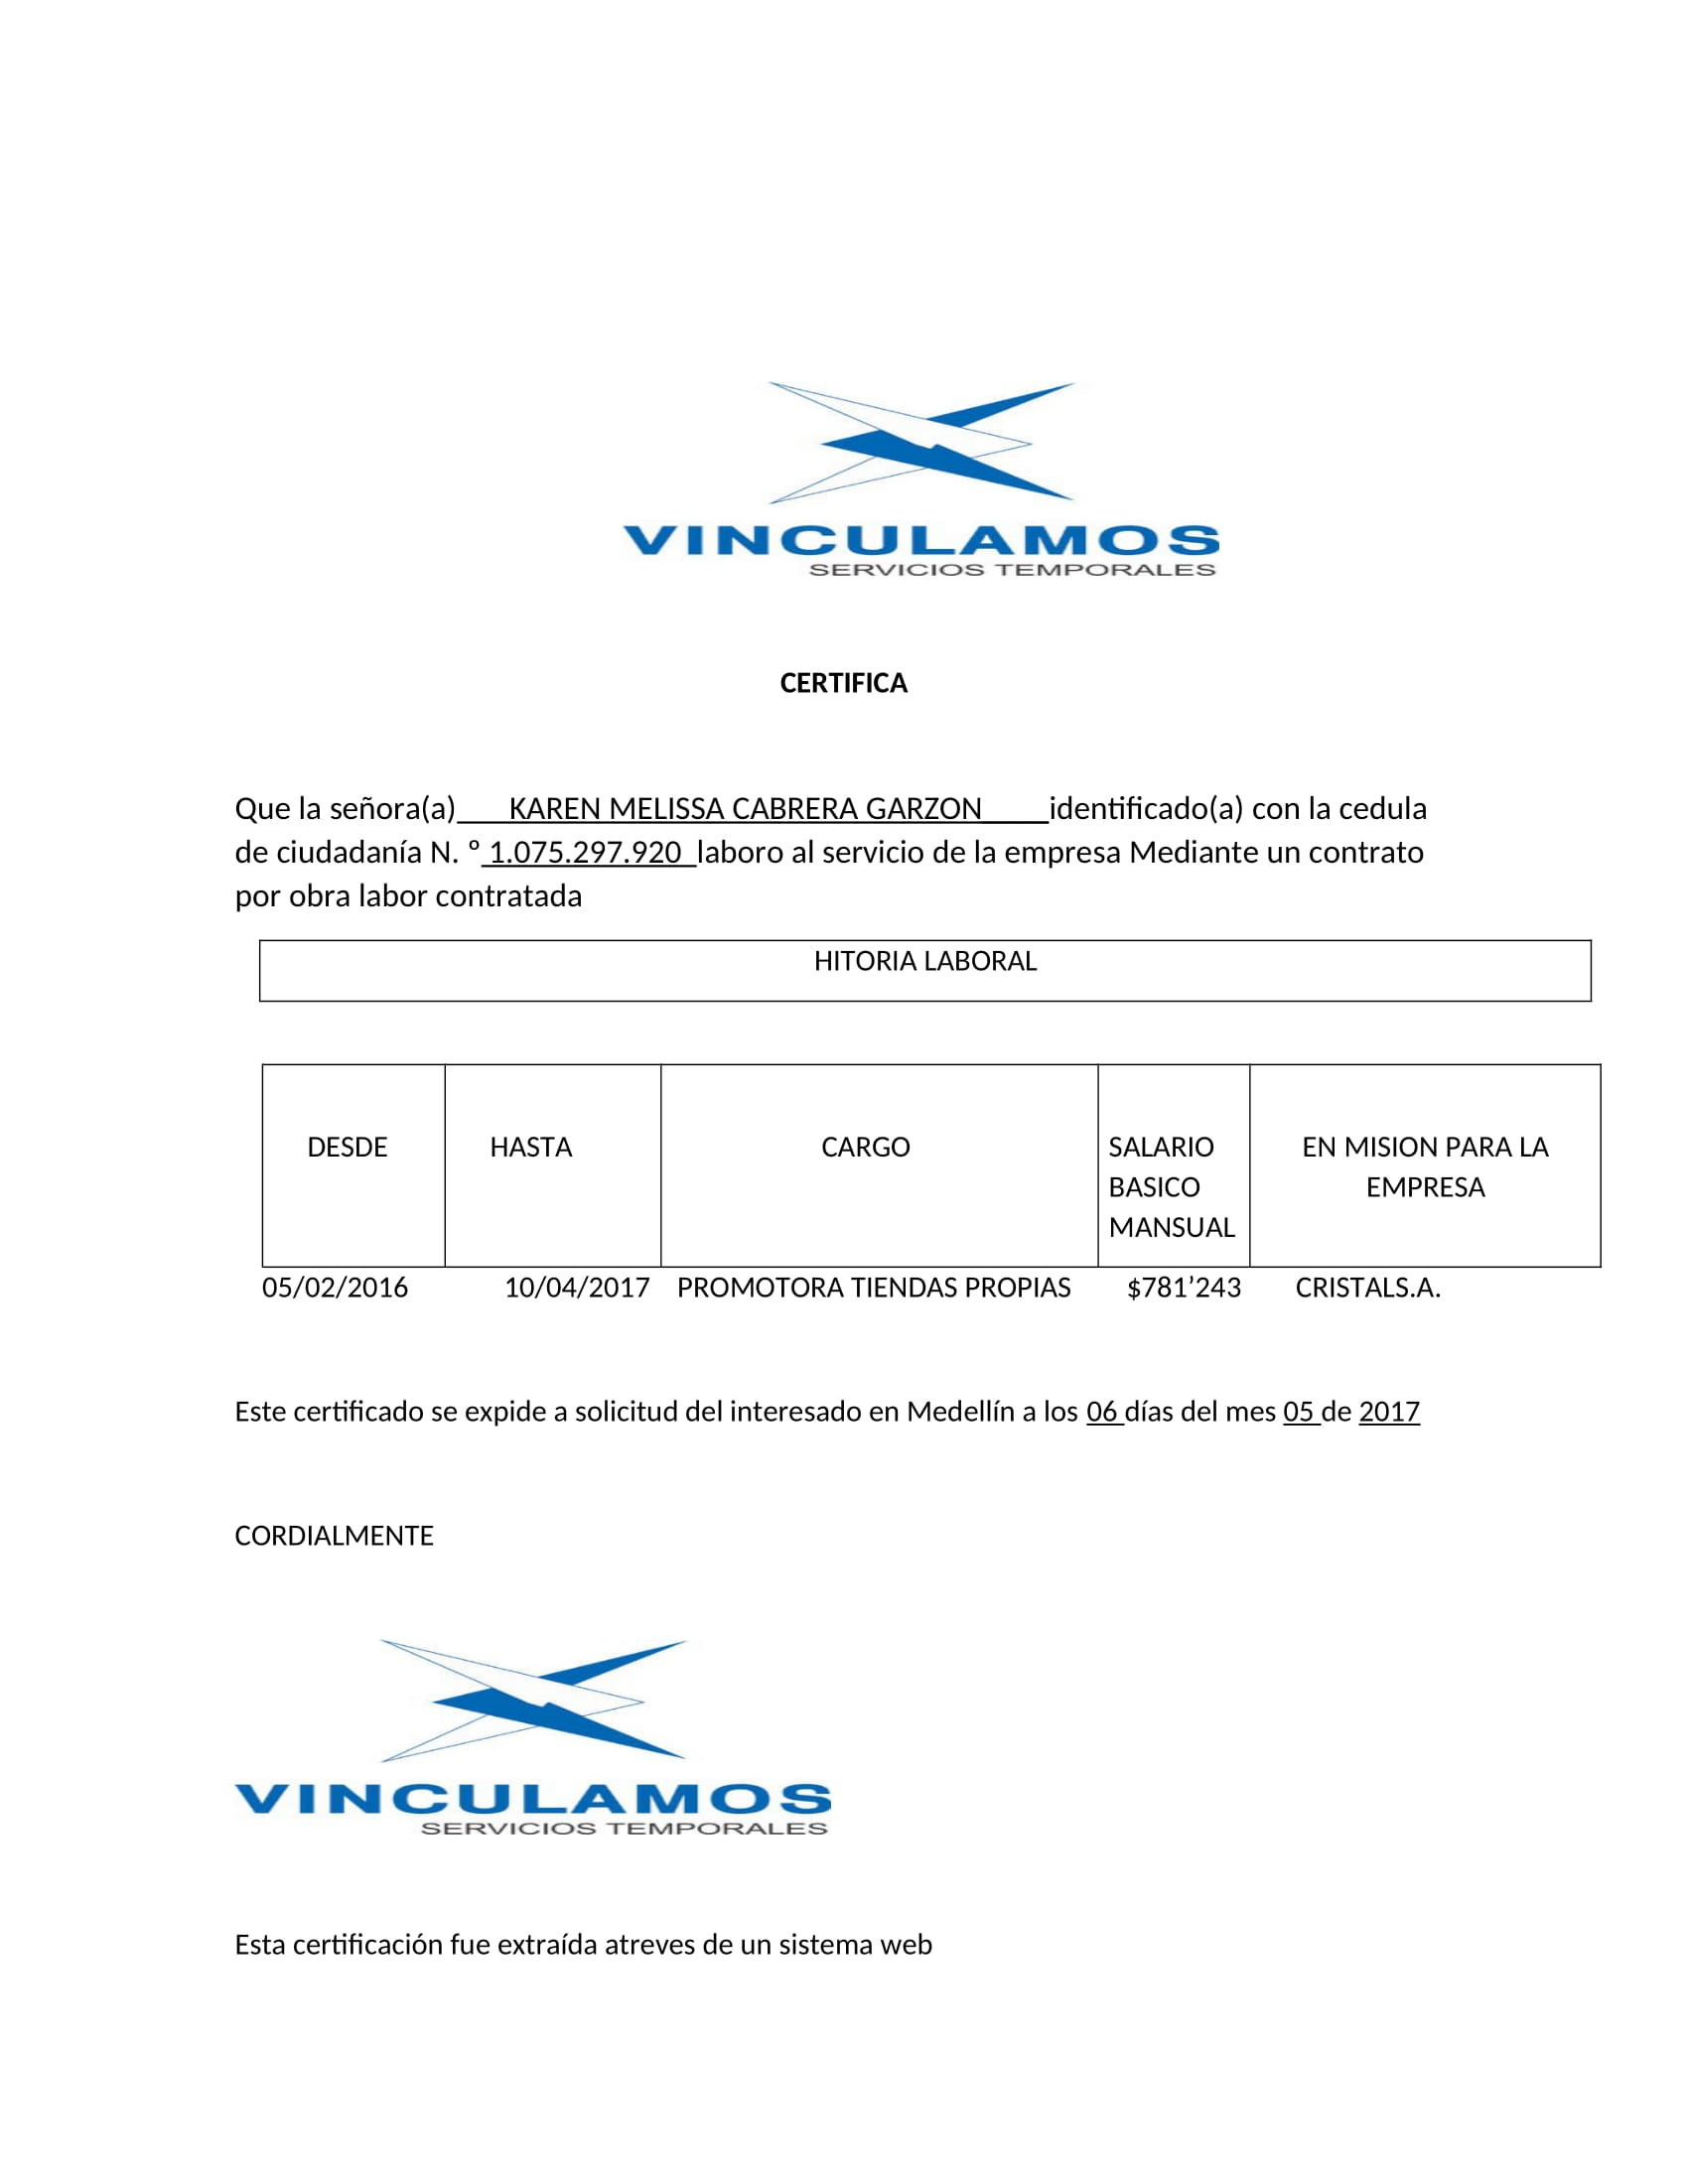 VINCULAMOS
SERVICIOS TEMPORALES
CERTIFICA
Que la señora(a)___KAREN MELISSA CABRERA GARZON____identificado(a) con la cedula
de ciudadanía N. º 1.075.297.920 laboro al servicio de la empresa Mediante un contrato
por obra labor contratada
HITORIA LABORAL
DESDE HASTA CARGO SALARIO BASICO MANSUAL EN MISION PARA LA EMPRESA
05/02/2016 10/04/2017 PROMOTORA TIENDAS PROPIAS $781’243 CRISTALS.A.
Este certificado se expide a solicitud del interesado en Medellín a los 06 días del mes 05 de 2017
CORDIALMENTE
VINCULAMOS
SERVICIOS TEMPORALES
Esta certificación fue extraída atreves de un sistema web